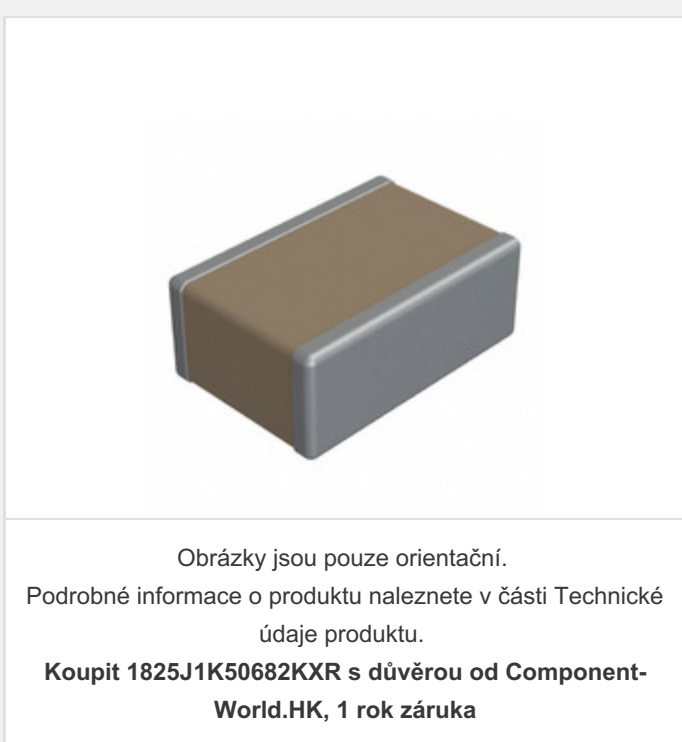 Obrázky jsou pouze orientační.
Podrobné informace o produktu naleznete v části Technické
údaje produktu.
Koupit 1825J1K50682KXR s důvěrou od Component-
World.HK, 1 rok záruka